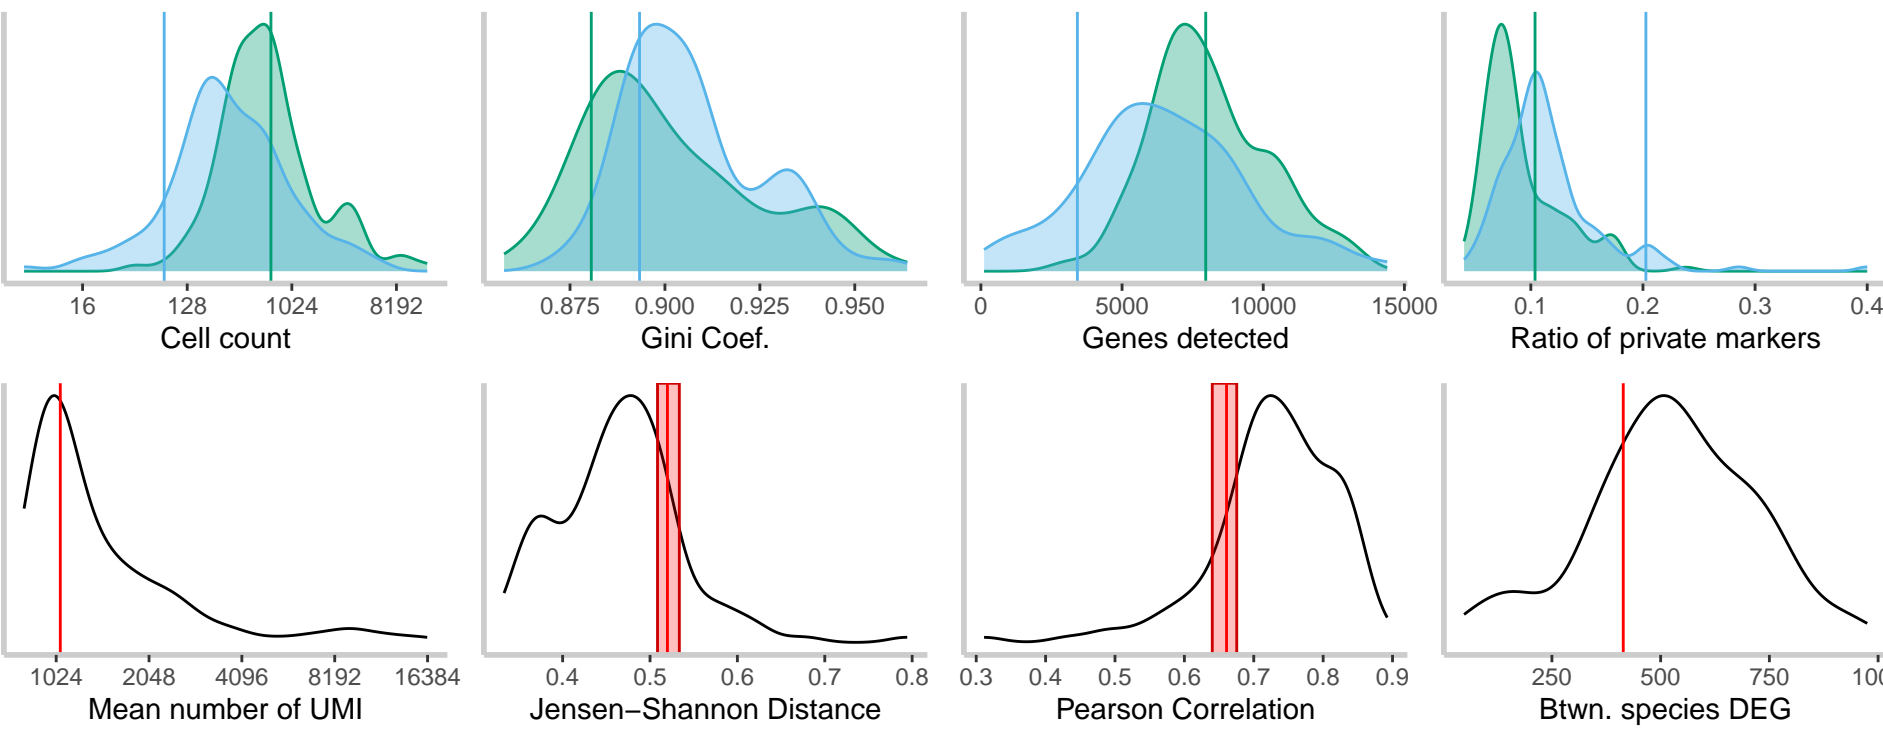 16 128 1024 8192
Cell count
0.875 0.900 0.925 0.950
Gini Coef.
0 5000 10000 15000
Genes detected
0.1 0.2 0.3 0.4
Ratio of private markers
1024 2048 4096 8192 16384
Mean number of UMI
0.4 0.5 0.6 0.7 0.8
Jensen−Shannon Distance
0.3 0.4 0.5 0.6 0.7 0.8 0.9
Pearson Correlation
250 500 750
Btwn. species DEG